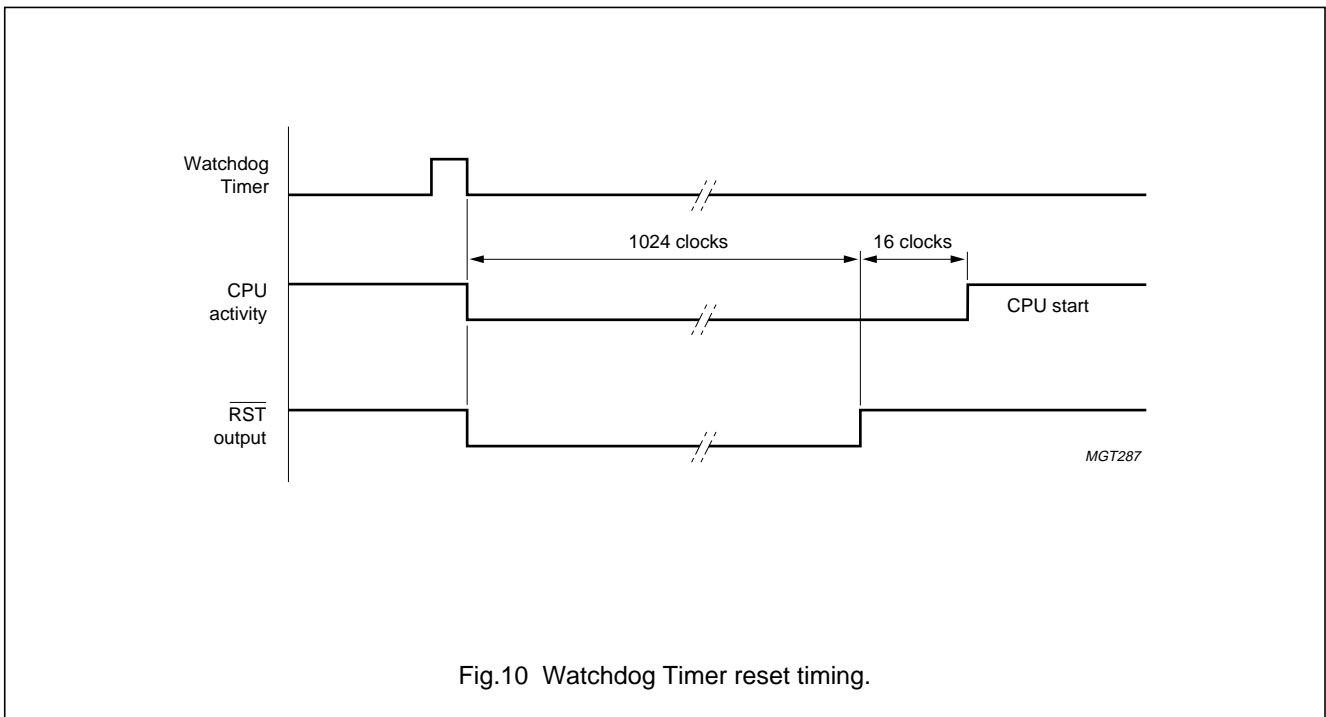 Watchdog
Timer
1024 clocks
16 clocks
CPU
activity
CPU start
RST
output
MGT287
Fig.10 Watchdog Timer reset timing.